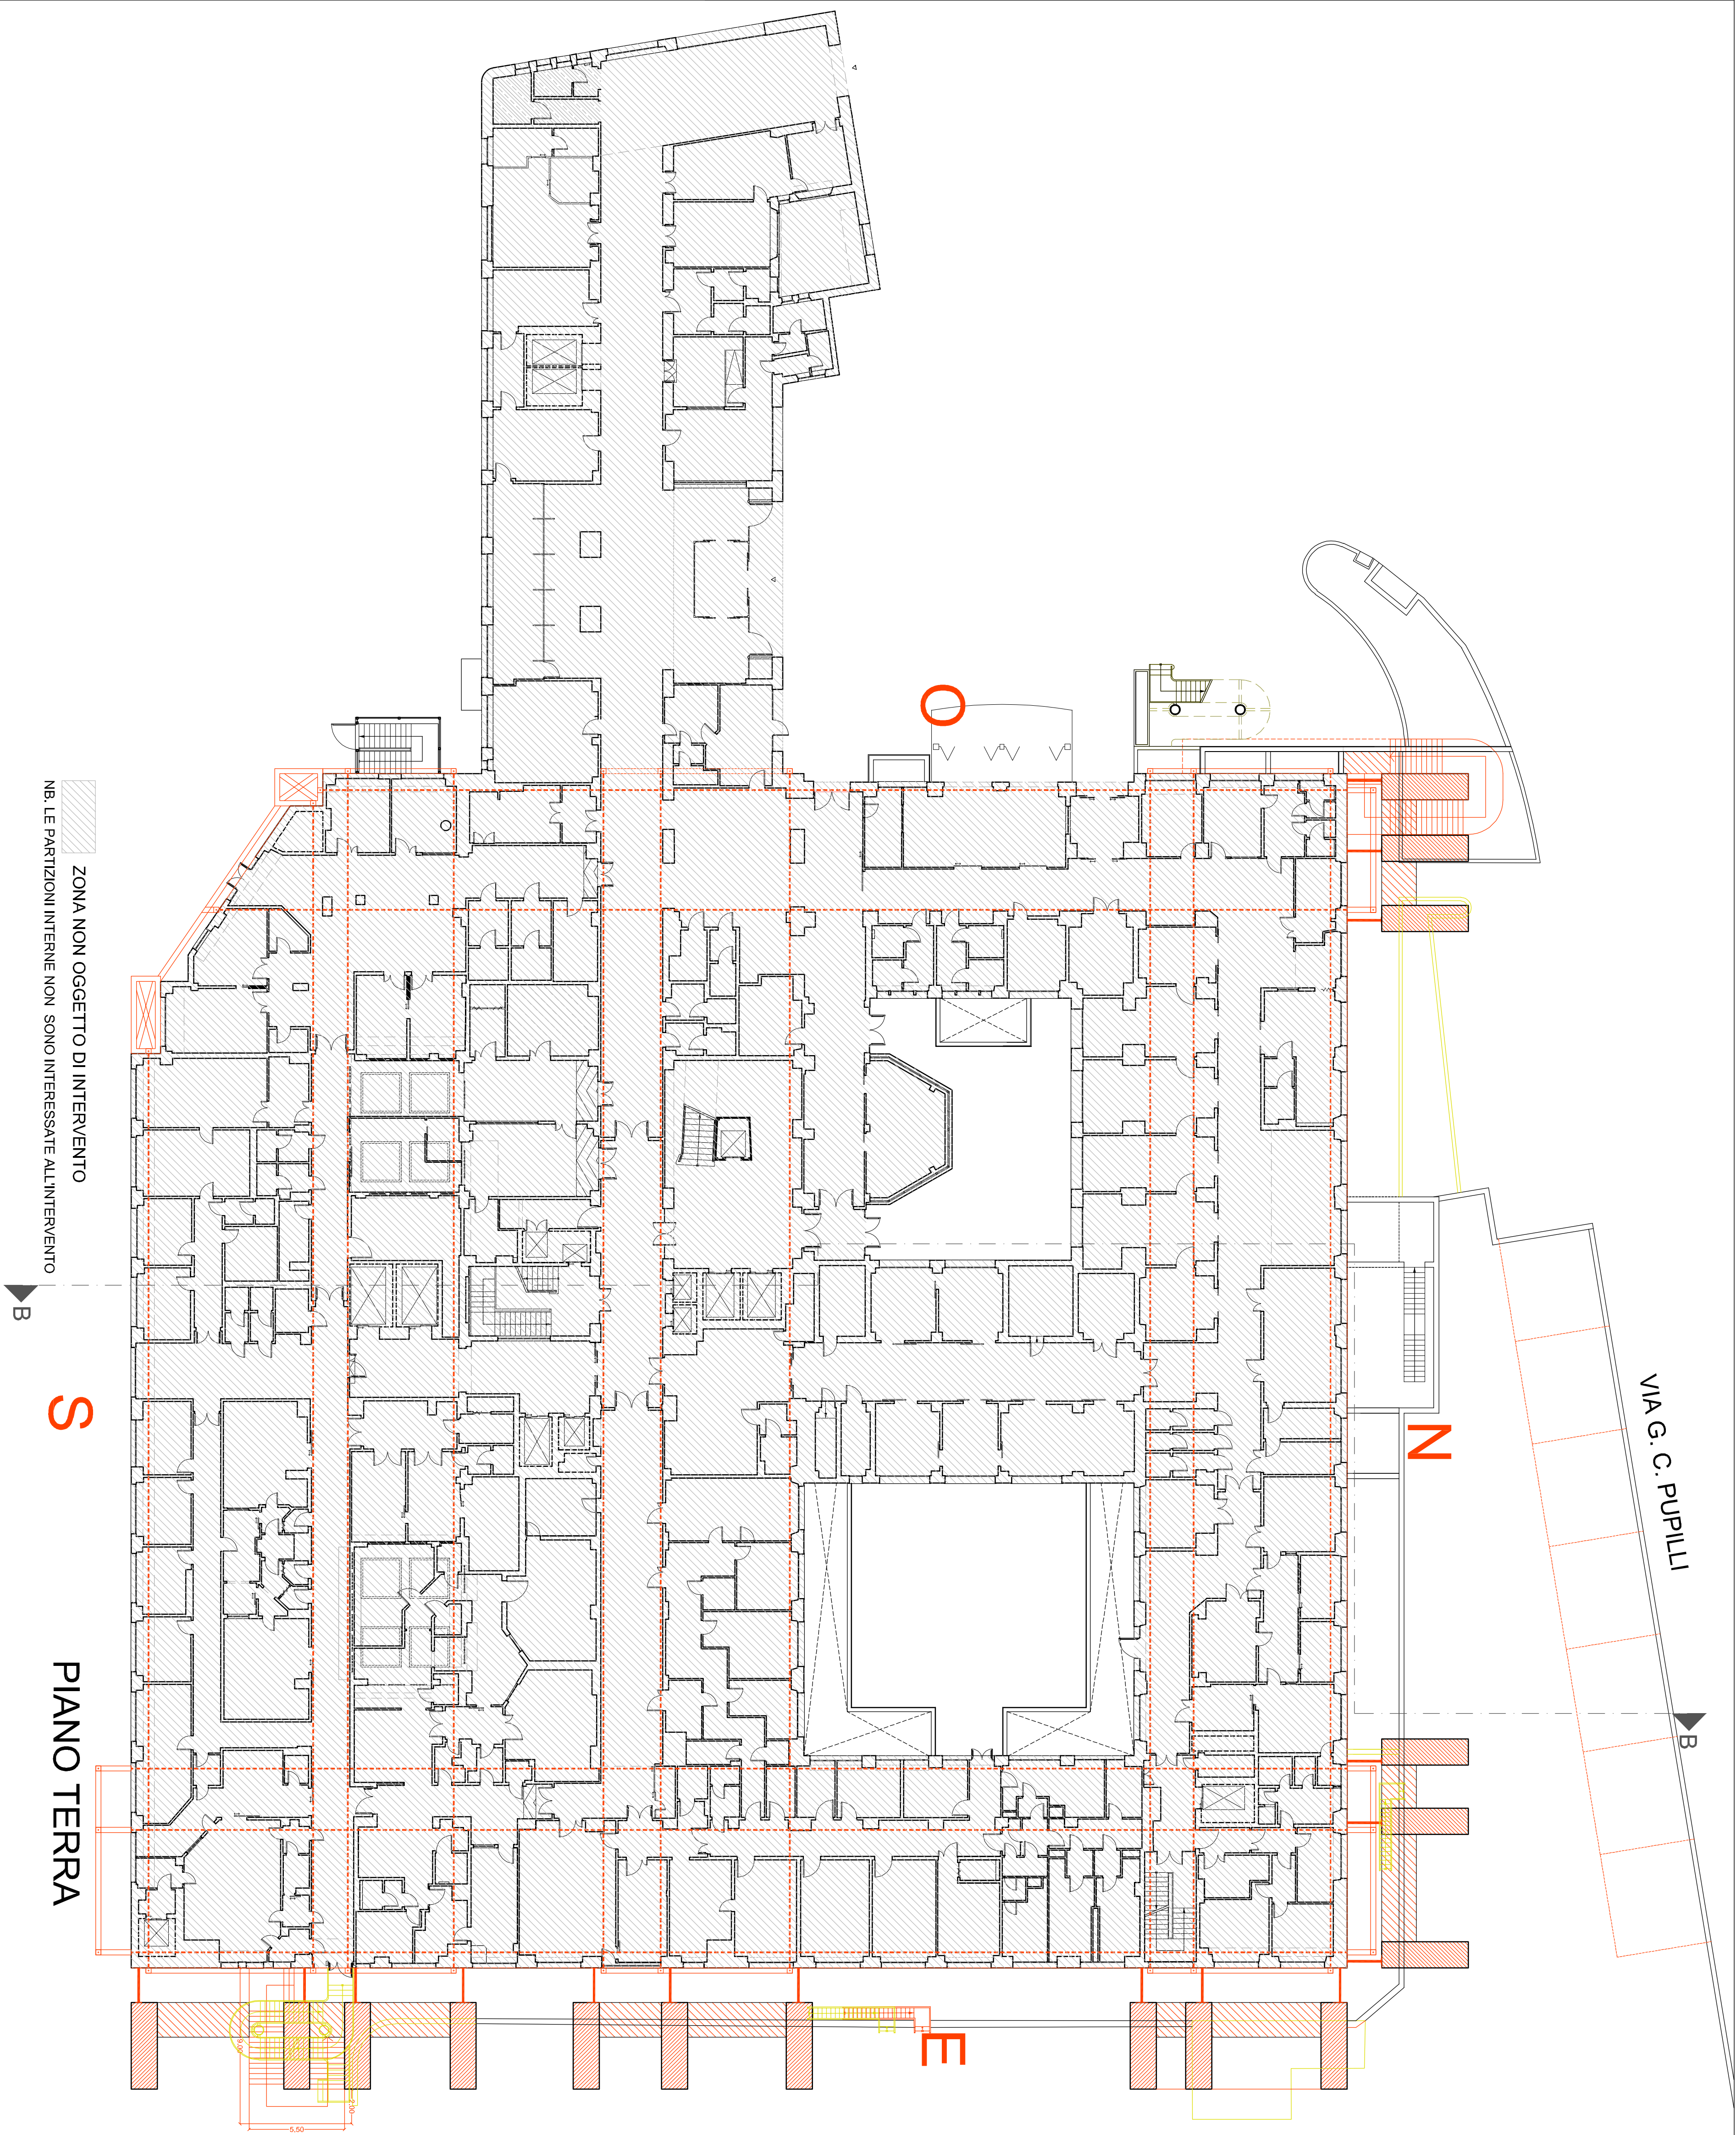 VIA G. C. PUPILLI
B
N
O
E
S
B
ZONA NON OGGETTO DI INTERVENTO
NB. LE PARTIZIONI INTERNE NON SONO INTERESSATE ALL'INTERVENTO
PIANO TERRA
5.50